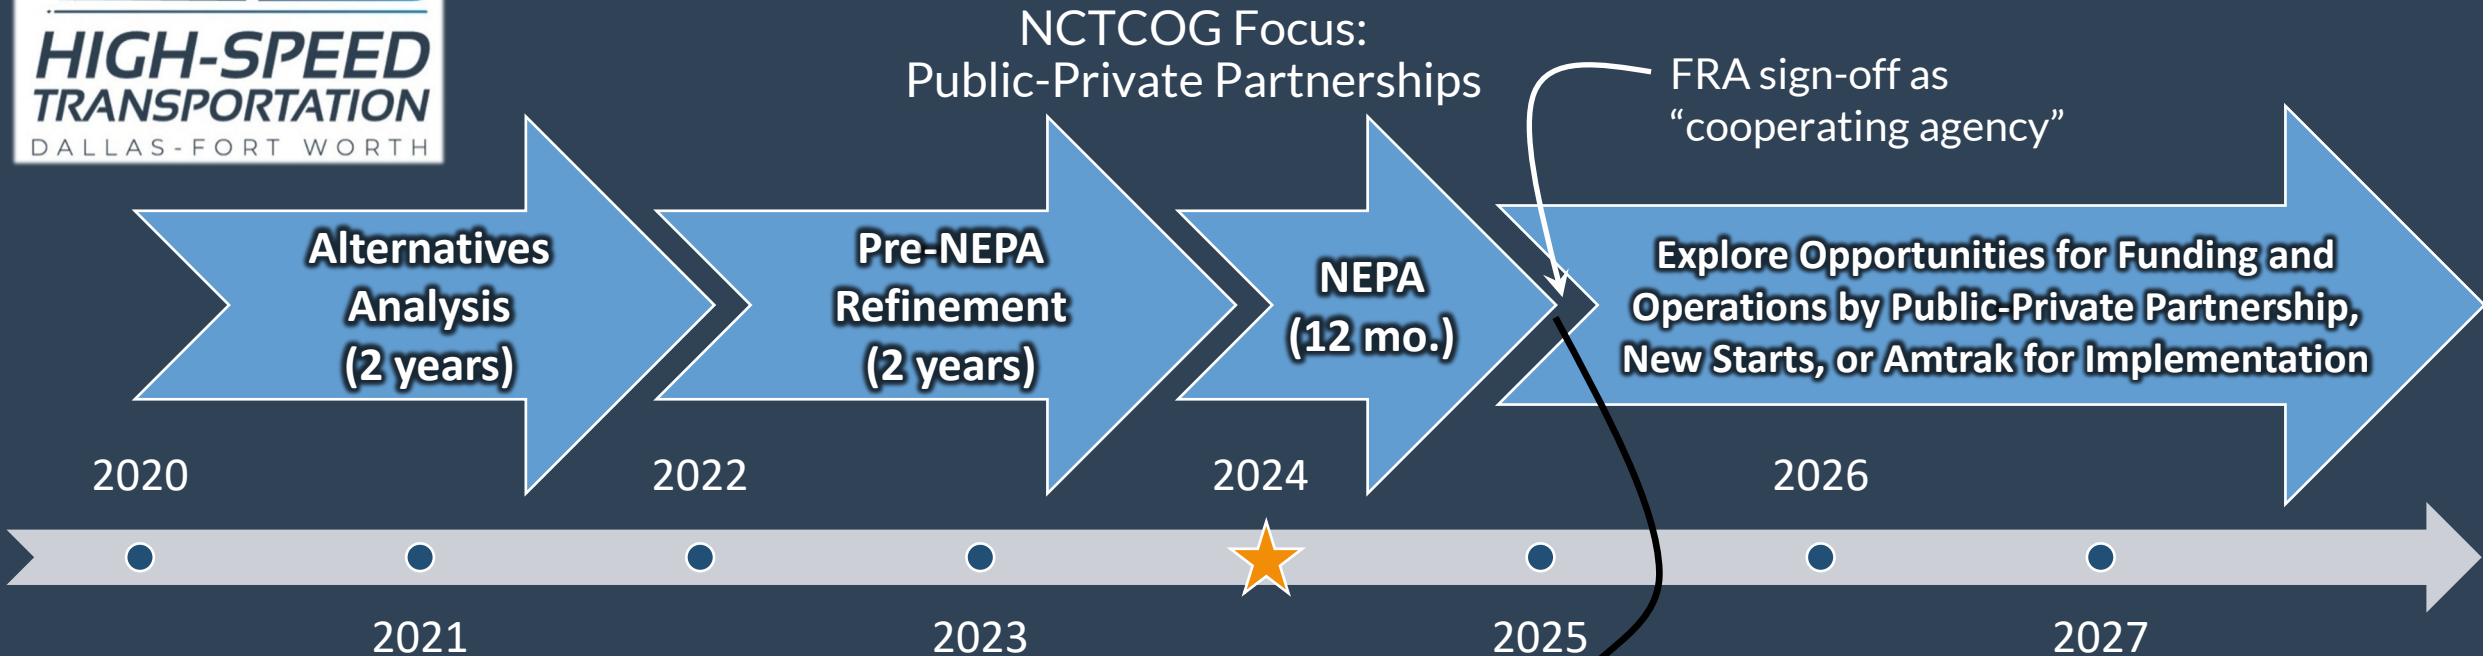 HIGH-SPEED
TRANSPORTATION
DALLAS-FORT WORTH
NCTCOG Focus:
Public-Private Partnerships
FRA sign-off as
“cooperating agency”
Alternatives
Analysis
(2 years)
Pre-NEPA
Refinement
(2 years)
NEPA
(12 mo.)
Explore Opportunities for Funding and
Operations by Public-Private Partnership,
New Starts, or Amtrak for Implementation
2020
2022
2024
2026
2021
2023
2025
2027